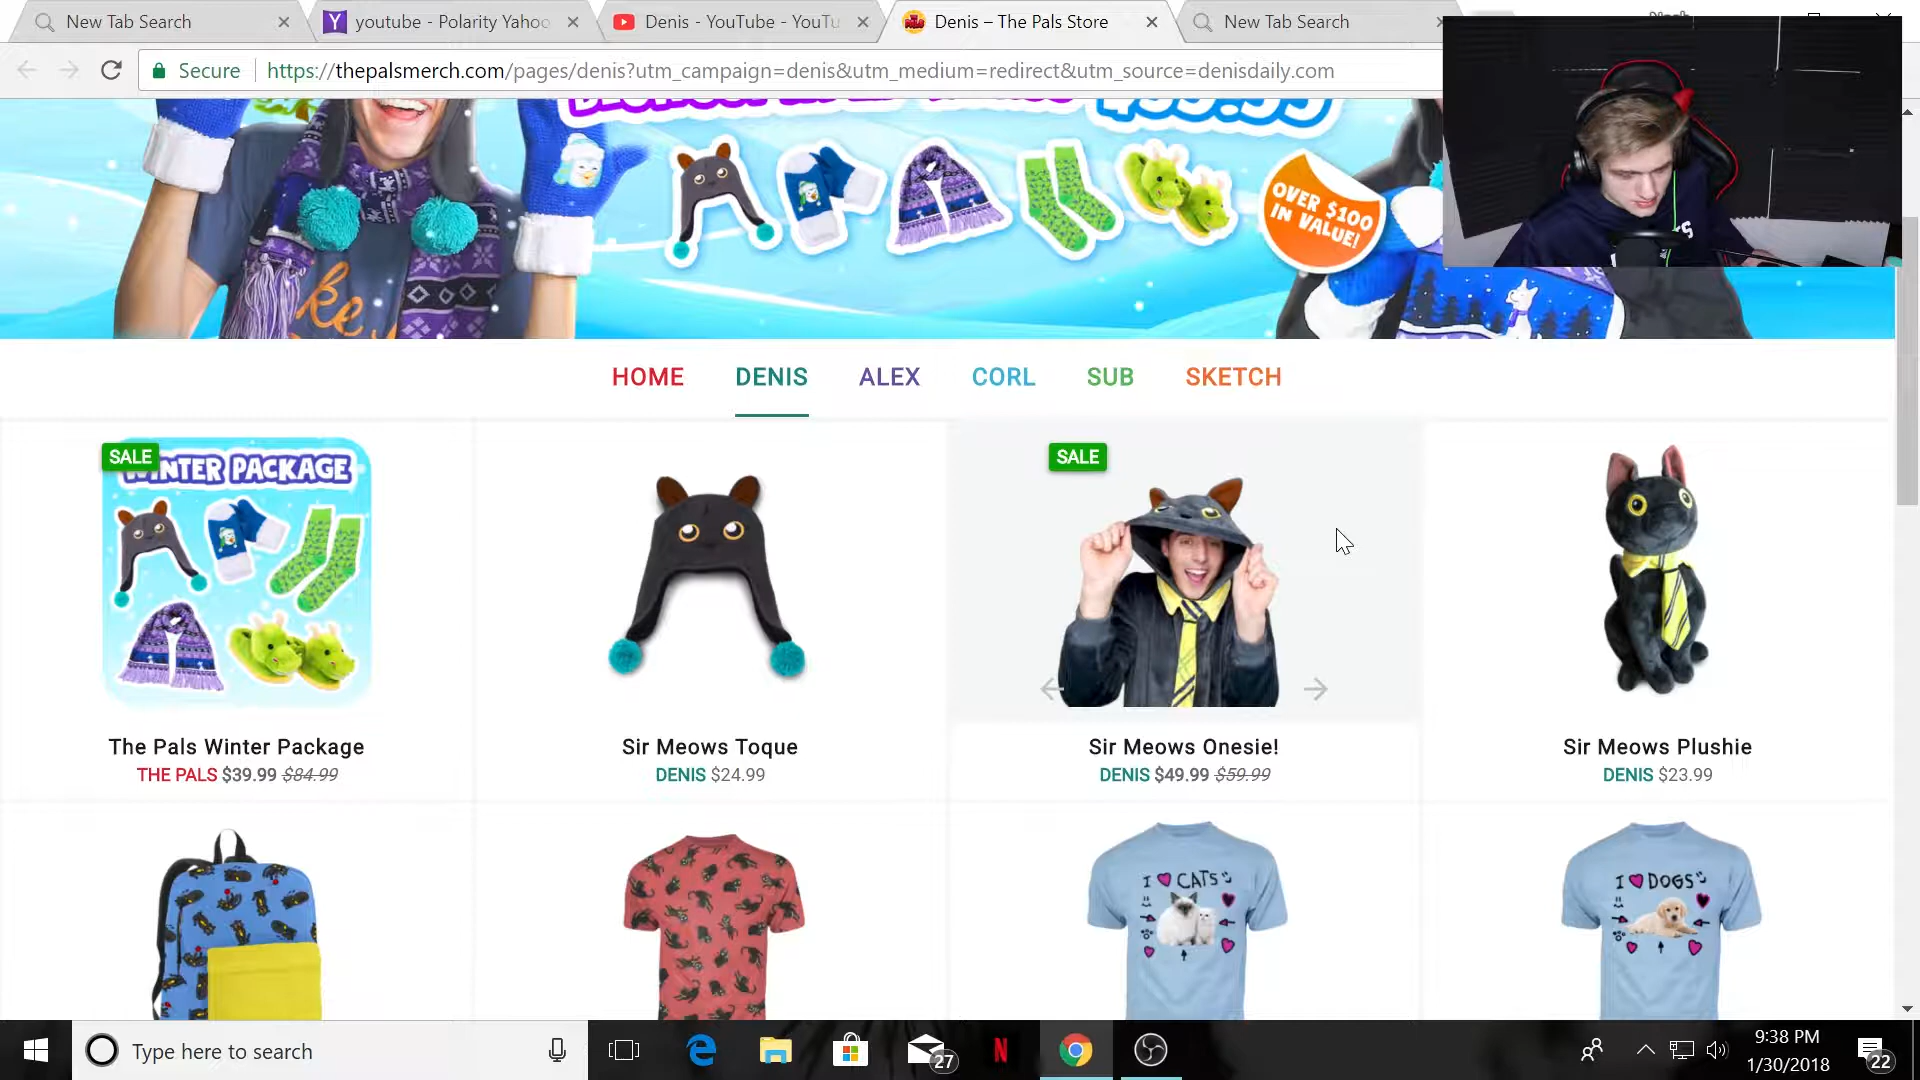 New Tab Search
youtube - Polarity Yahoo
Denis - YouTube - YouTu
Denis – The Pals Store
New Tab Search
Secure
https://thepalsmerch.com/pages/denis?utm_campaign=denis&utm_medium=redirect&utm_source=denisdaily.com
OVER $100
IN VALUE!
HOME DENIS ALEX CORL SUB SKETCH
SALE
WINTER PACKAGE
SALE
The Pals Winter Package
THE PALS $39.99 $84.99
Sir Meows Toque
DENIS $24.99
Sir Meows Onesie!
DENIS $49.99 $59.99
Sir Meows Plushie
DENIS $23.99
I CATS
I DOGS
Type here to search
27
9:38 PM
1/30/2018
22